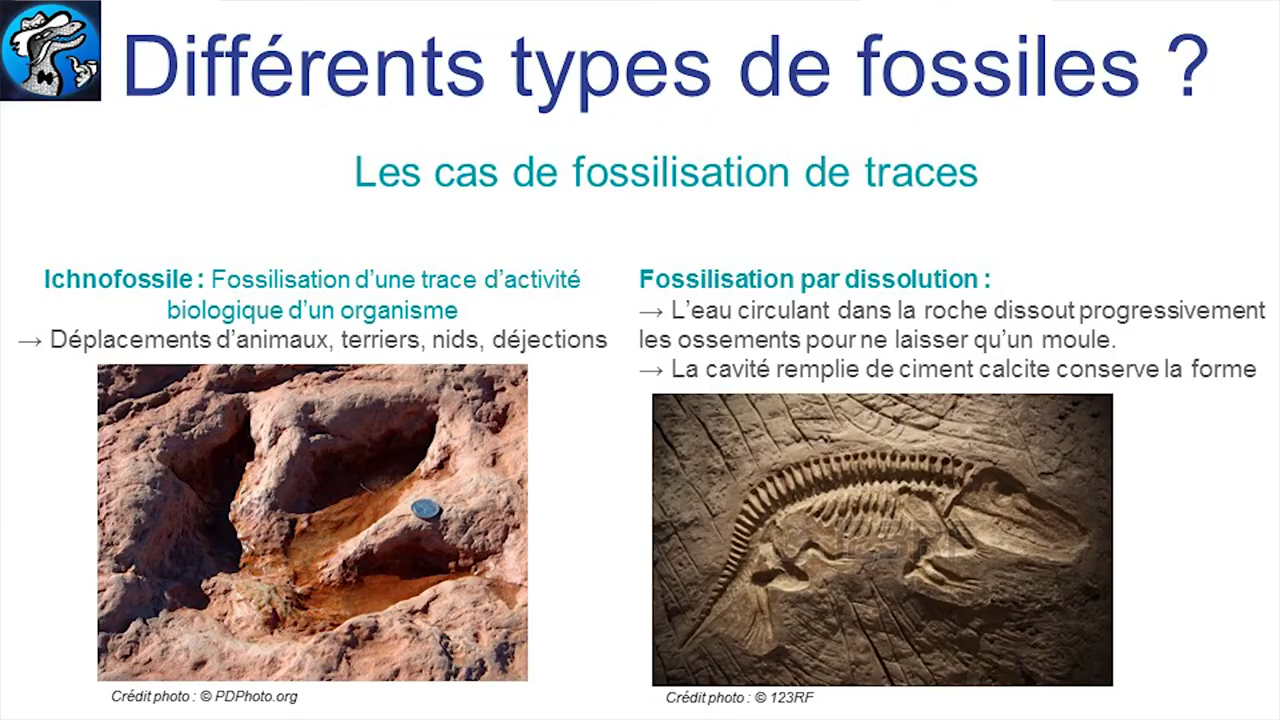 Différents types de fossiles ?
Les cas de fossilisation de traces
Ichnofossile : Fossilisation d'une trace d'activité
biologique d'un organisme
→ Déplacements d'animaux, terriers, nids, déjections
Crédit photo : © PDPhoto.org
Fossilisation par dissolution :
→ L'eau circulant dans la roche dissout progressivement
les ossements pour ne laisser qu'un moule.
→ La cavité remplie de ciment calcite conserve la forme
123RF
Crédit photo : © 123RF